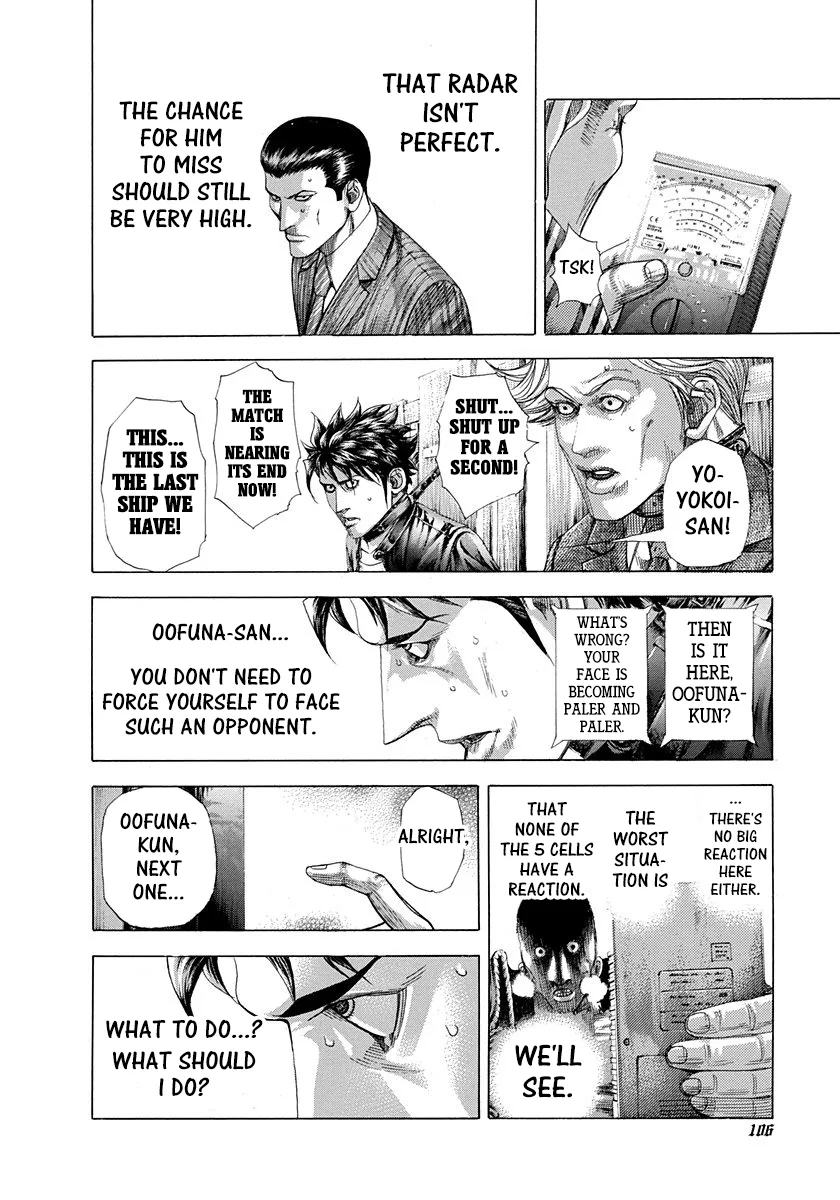 TSK!
THAT RADAR
ISN'T
PERFECT.
THE CHANCE
FOR HIM
TO MISS
SHOULD STILL
BE VERY HIGH.
YO-
YOKOI-
SAN!
SHUT...
SHUT UP
FOR A
SECOND!
THE
MATCH
IS
NEARING
ITS END
NOW!
THIS...
THIS IS
THE LAST
SHIP WE
HAVE!
THEN
IS IT
HERE,
OOFUNA-
KUN?
WHAT'S
WRONG?
YOUR
FACE IS
BECOMING
PALER AND
PALER.
OOFUNA-SAN...
YOU DON'T NEED TO
FORCE YOURSELF TO FACE
SUCH AN OPPONENT.
...
THERE'S
NO BIG
REACTION
HERE
EITHER.
THE
WORST
SITUA-
TION IS
THAT
NONE OF
THE 5 CELLS
HAVE A
REACTION.
WE'LL
SEE.
ALRIGHT,
OOFUNA-
KUN,
NEXT
ONE...
WHAT TO DO...?
WHAT SHOULD
I DO?
106